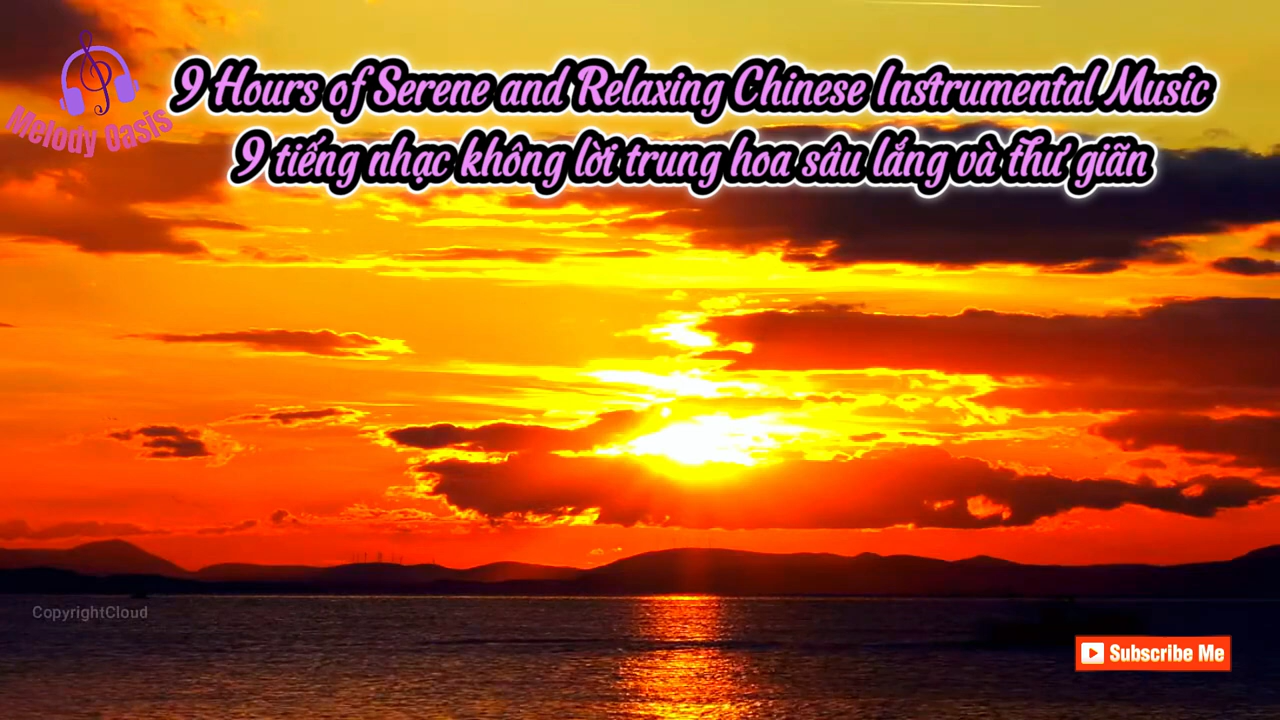 Melody Oasis
9 Hours of Serene and Relaxing Chinese Instrumental Music
9 tiếng nhạc không lời trung hoa sâu lắng và thư giãn
CopyrightCloud
Subscribe Me